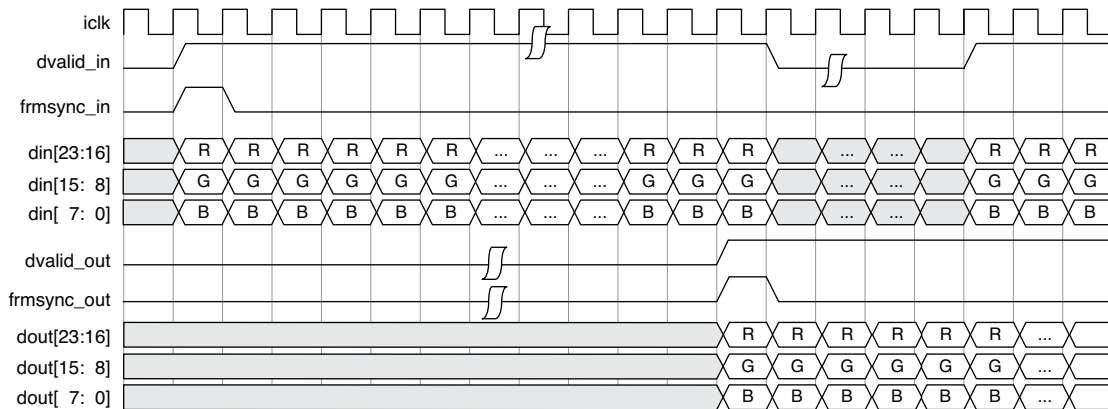 iclk
dvalid_in
frmsync_in
din[23:16] R R R R R R ... ... ... R R R ... ... R R R
din[15: 8] G G G G G G ... ... ... G G G ... ... G G G
din[ 7: 0] B B B B B B ... ... ... B B B ... ... B B B
dvalid_out
frmsync_out
dout[23:16] R R R R R R ...
dout[15: 8] G G G G G G ...
dout[ 7: 0] B B B B B B ...